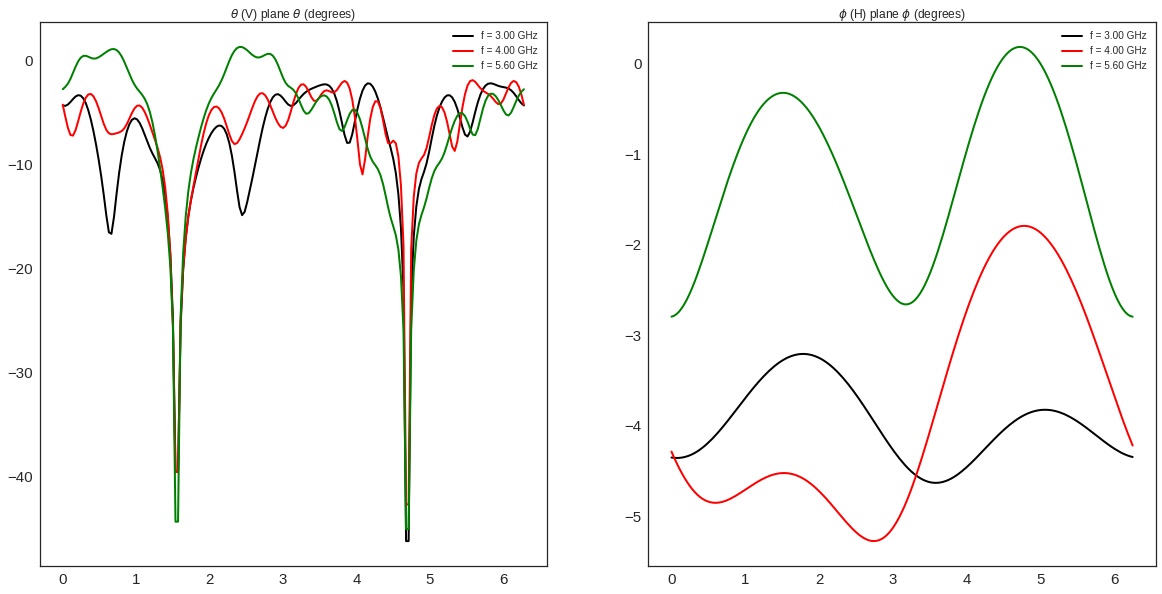 θ (V) plane θ (degrees)
f = 3.00 GHz
f = 4.00 GHz
f = 5.60 GHz
0
−10
−20
−30
−40
0 1 2 3 4 5 6
ϕ (H) plane ϕ (degrees)
f = 3.00 GHz
f = 4.00 GHz
f = 5.60 GHz
0
−1
−2
−3
−4
−5
0 1 2 3 4 5 6